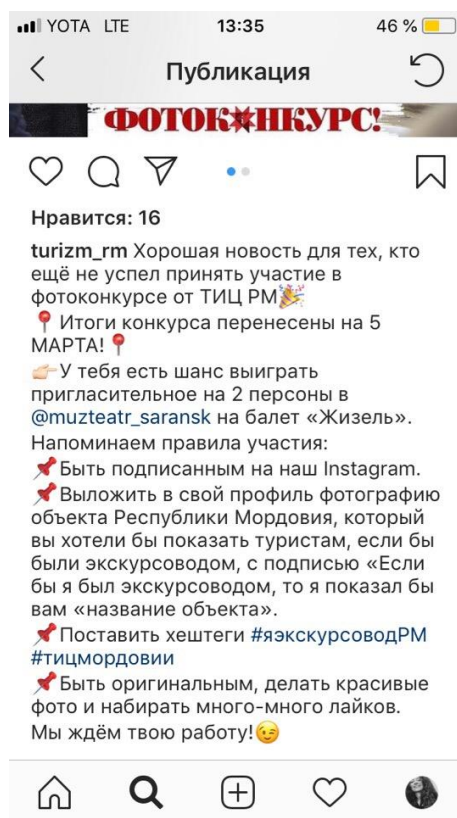 YOTA LTE 13:35 46 %
Публикация
ФОТОКОНКУРС!
Нравится: 16
turizm_rm Хорошая новость для тех, кто
ещё не успел принять участие в
фотоконкурсе от ТИЦ РМ🎉
📍Итоги конкурса перенесены на 5
МАРТА!📍
👉🏻У тебя есть шанс выиграть
пригласительное на 2 персоны в
@muzteatr_saransk на балет «Жизель».
Напоминаем правила участия:
📌Быть подписанным на наш Instagram.
📌Выложить в свой профиль фотографию
объекта Республики Мордовия, который
вы хотели бы показать туристам, если бы
были экскурсоводом, с подписью «Если
бы я был экскурсоводом, то я показал бы
вам «название объекта».
📌Поставить хештеги #яэкскурсоводРМ
#тицмордовии
📌Быть оригинальным, делать красивые
фото и набирать много-много лайков.
Мы ждём твою работу!😉